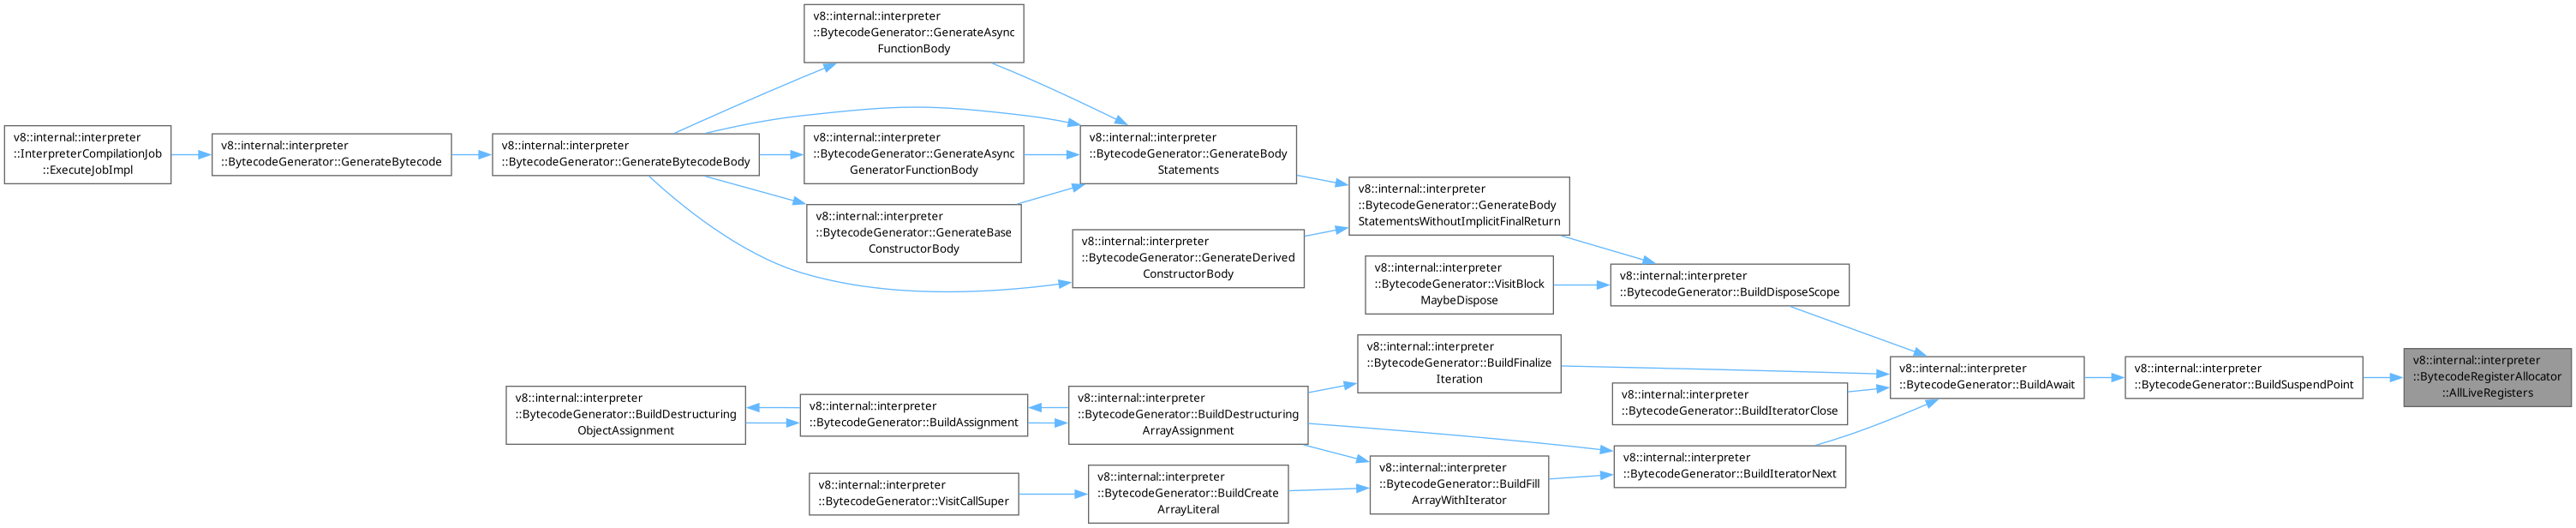 v8::internal::interpreter
::InterpreterCompilationJob
::ExecuteJobImpl
v8::internal::interpreter
::BytecodeGenerator::GenerateBytecode
v8::internal::interpreter
::BytecodeGenerator::GenerateBytecodeBody
v8::internal::interpreter
::BytecodeGenerator::GenerateAsync
FunctionBody
v8::internal::interpreter
::BytecodeGenerator::GenerateAsync
GeneratorFunctionBody
v8::internal::interpreter
::BytecodeGenerator::GenerateBase
ConstructorBody
v8::internal::interpreter
::BytecodeGenerator::GenerateBody
Statements
v8::internal::interpreter
::BytecodeGenerator::GenerateDerived
ConstructorBody
v8::internal::interpreter
::BytecodeGenerator::GenerateBody
StatementsWithoutImplicitFinalReturn
v8::internal::interpreter
::BytecodeGenerator::VisitBlock
MaybeDispose
v8::internal::interpreter
::BytecodeGenerator::BuildDisposeScope
v8::internal::interpreter
::BytecodeGenerator::BuildFinalize
Iteration
v8::internal::interpreter
::BytecodeGenerator::BuildIteratorClose
v8::internal::interpreter
::BytecodeGenerator::BuildIteratorNext
v8::internal::interpreter
::BytecodeGenerator::BuildAwait
v8::internal::interpreter
::BytecodeGenerator::BuildSuspendPoint
v8::internal::interpreter
::BytecodeRegisterAllocator
::AllLiveRegisters
v8::internal::interpreter
::BytecodeGenerator::BuildDestructuring
ObjectAssignment
v8::internal::interpreter
::BytecodeGenerator::BuildAssignment
v8::internal::interpreter
::BytecodeGenerator::BuildDestructuring
ArrayAssignment
v8::internal::interpreter
::BytecodeGenerator::VisitCallSuper
v8::internal::interpreter
::BytecodeGenerator::BuildCreate
ArrayLiteral
v8::internal::interpreter
::BytecodeGenerator::BuildFill
ArrayWithIterator